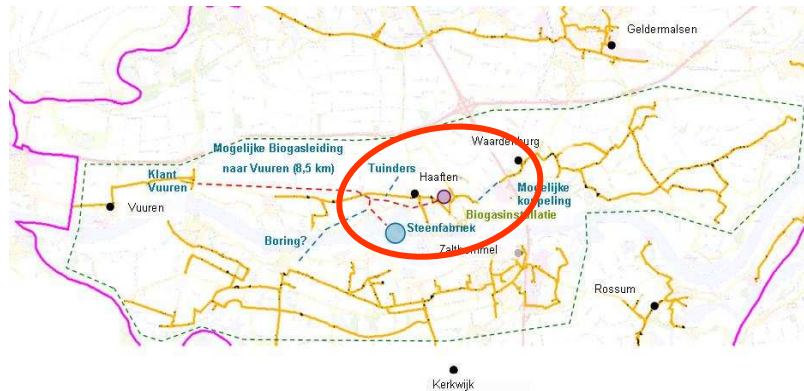 Geldermalsen
Waardenburg
Mogelijke Biogasleiding
naar Vuuren (8,5 km)
Tuinders
Klant
Vuuren
Haaften
Mogelijke
koppeling
Vuuren
Biogasinstallatie
Steenfabriek
Boring?
Zaltbommel
Rossum
Kerkwijk